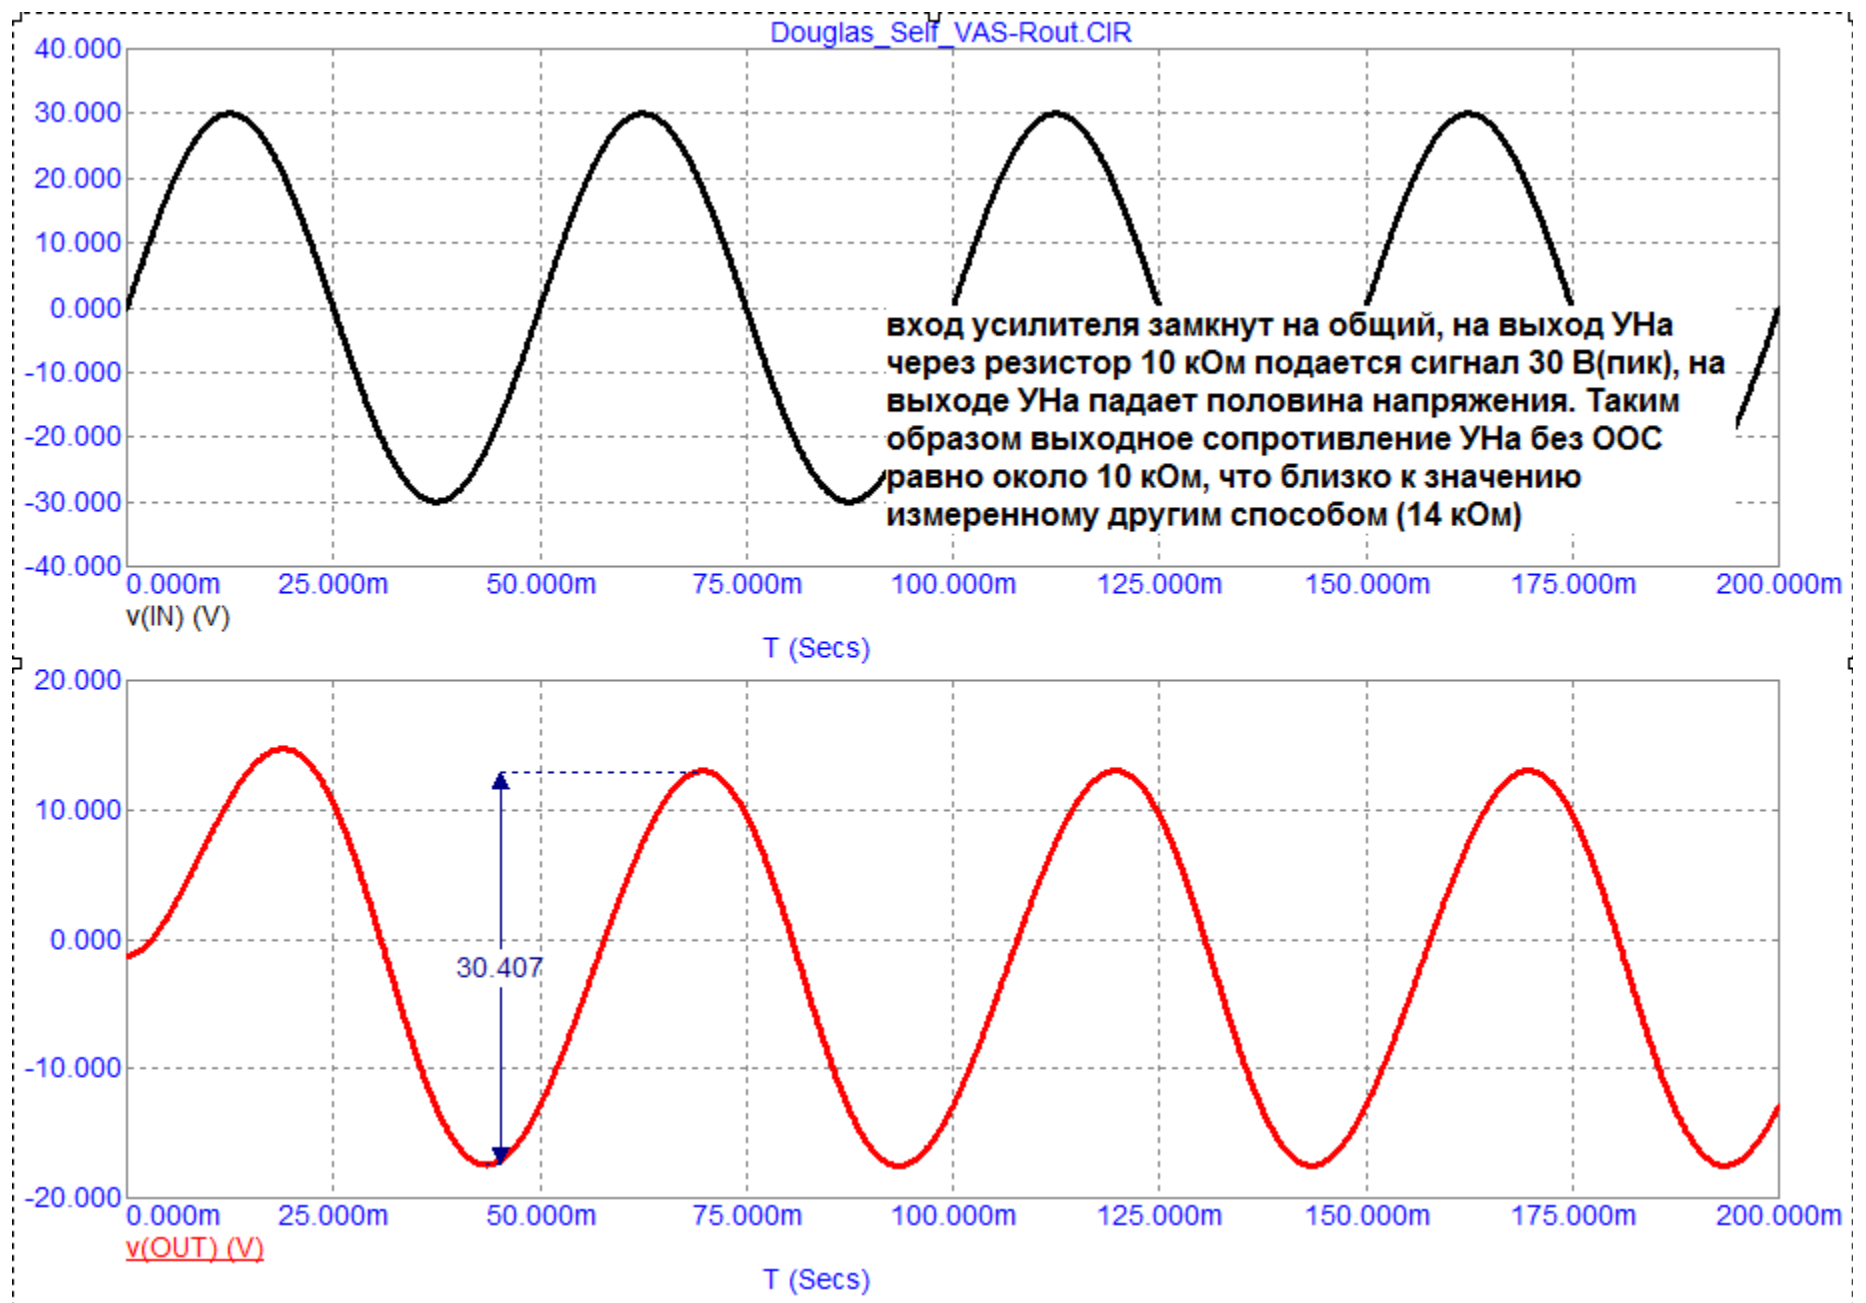 Douglas_Self_VAS-Rout.CIR
40.000
30.000
20.000
10.000
0.000
-10.000
-20.000
-30.000
-40.000
вход усилителя замкнут на общий, на выход УНа
через резистор 10 кОм подается сигнал 30 В(пик), на
выходе УНа падает половина напряжения. Таким
образом выходное сопротивление УНа без ООС
равно около 10 кОм, что близко к значению
измеренному другим способом (14 кОм)
0.000m 25.000m 50.000m 75.000m 100.000m 125.000m 150.000m 175.000m 200.000m
v(IN) (V)
T (Secs)
20.000
10.000
0.000
-10.000
-20.000
30.407
0.000m 25.000m 50.000m 75.000m 100.000m 125.000m 150.000m 175.000m 200.000m
v(OUT) (V)
T (Secs)